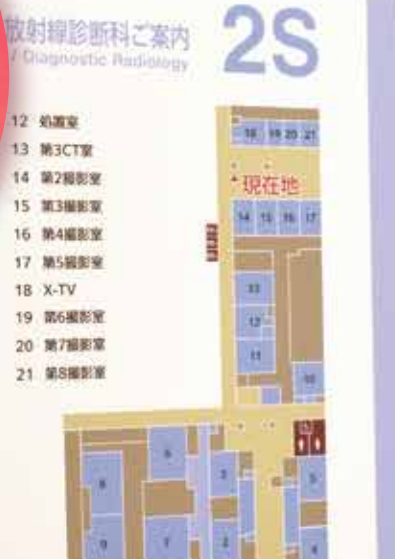 放射線診断科ご案内
/ Diagnostic Radiology
2S
12 処置室
13 第3CT室
14 第2撮影室
15 第3撮影室
16 第4撮影室
17 第5撮影室
18 X-TV
19 第6撮影室
20 第7撮影室
21 第8撮影室
18 19 20 21
現在地
14 15 16 17
13
12
11
10
6
8
3
5
9
7
2
4